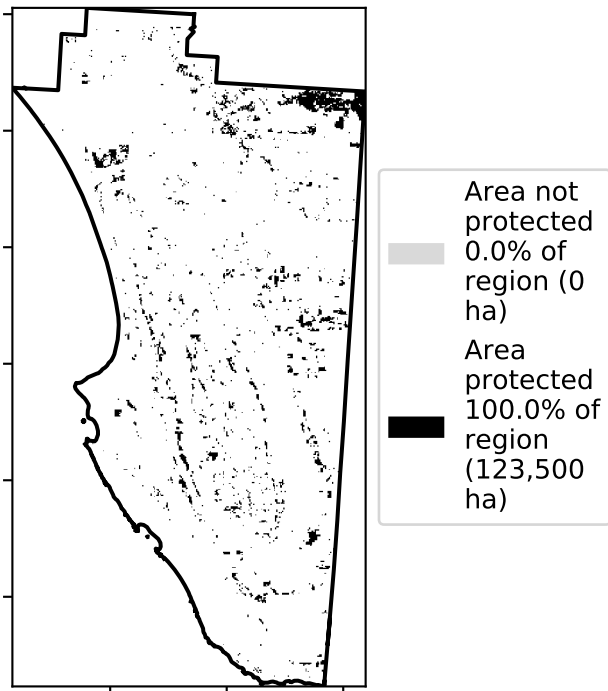 Area not
protected
0.0% of
region (0
ha)
Area
protected
100.0% of
region
(123,500
ha)